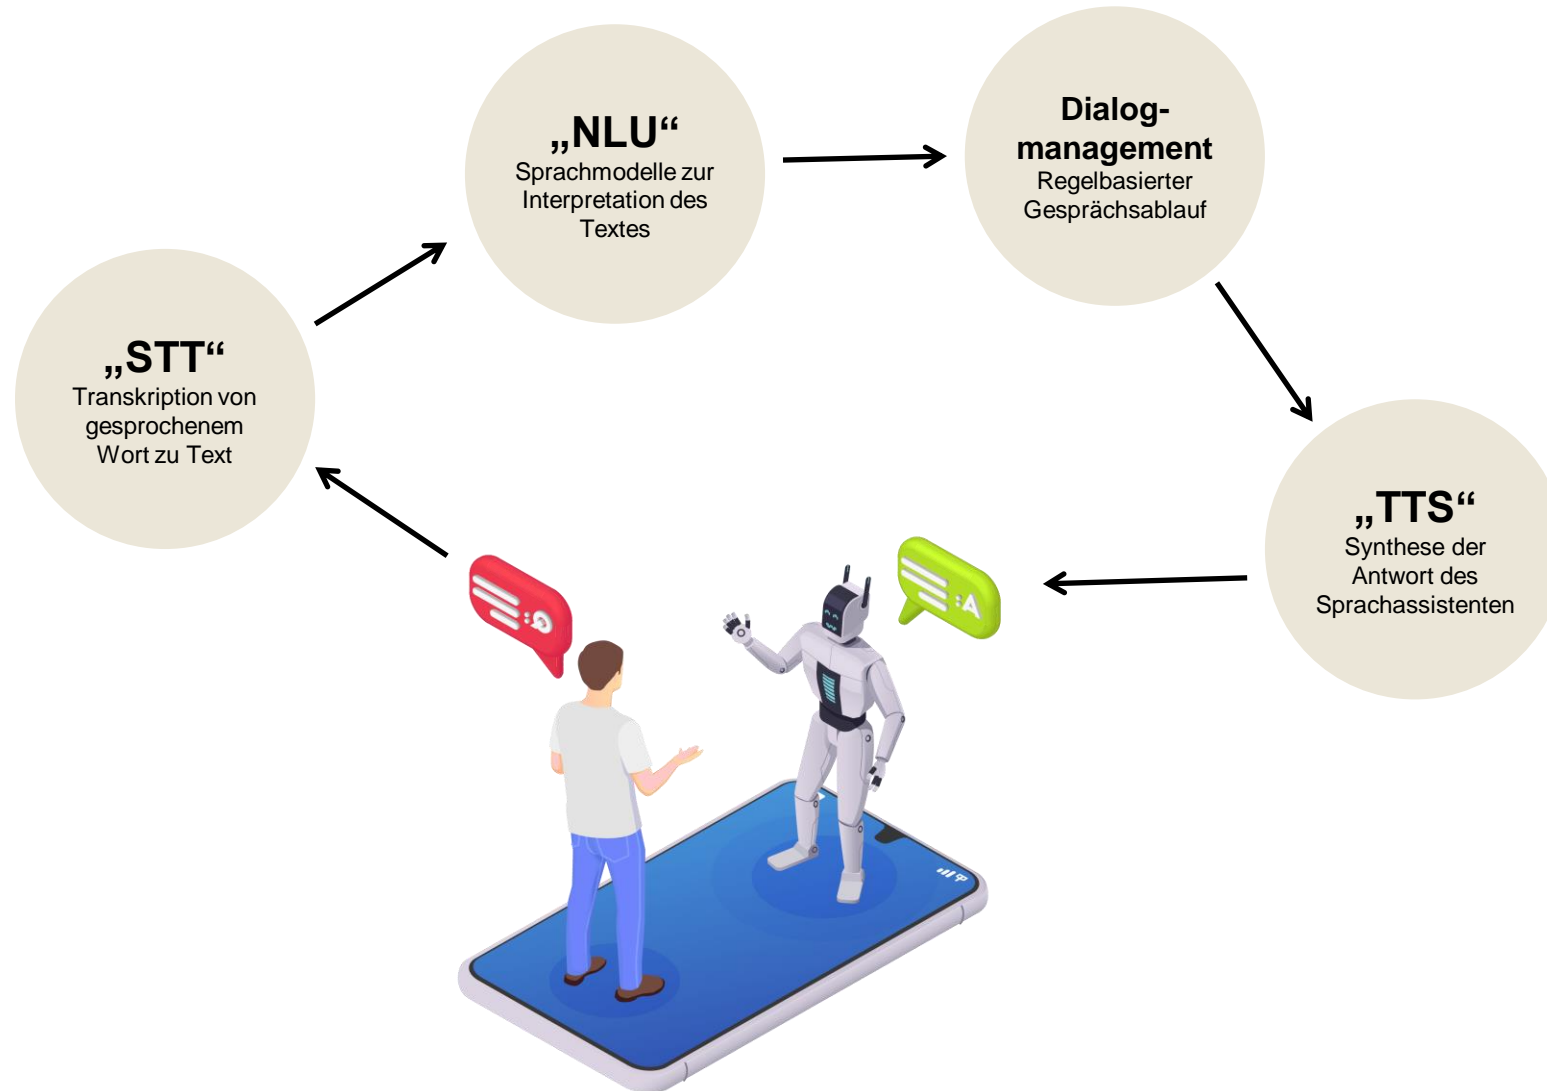 „STT“
Transkription von
gesprochenem
Wort zu Text
„NLU“
Sprachmodelle zur
Interpretation des
Textes
Dialog-
management
Regelbasierter
Gesprächsablauf
„TTS“
Synthese der
Antwort des
Sprachassistenten
:Q
:A